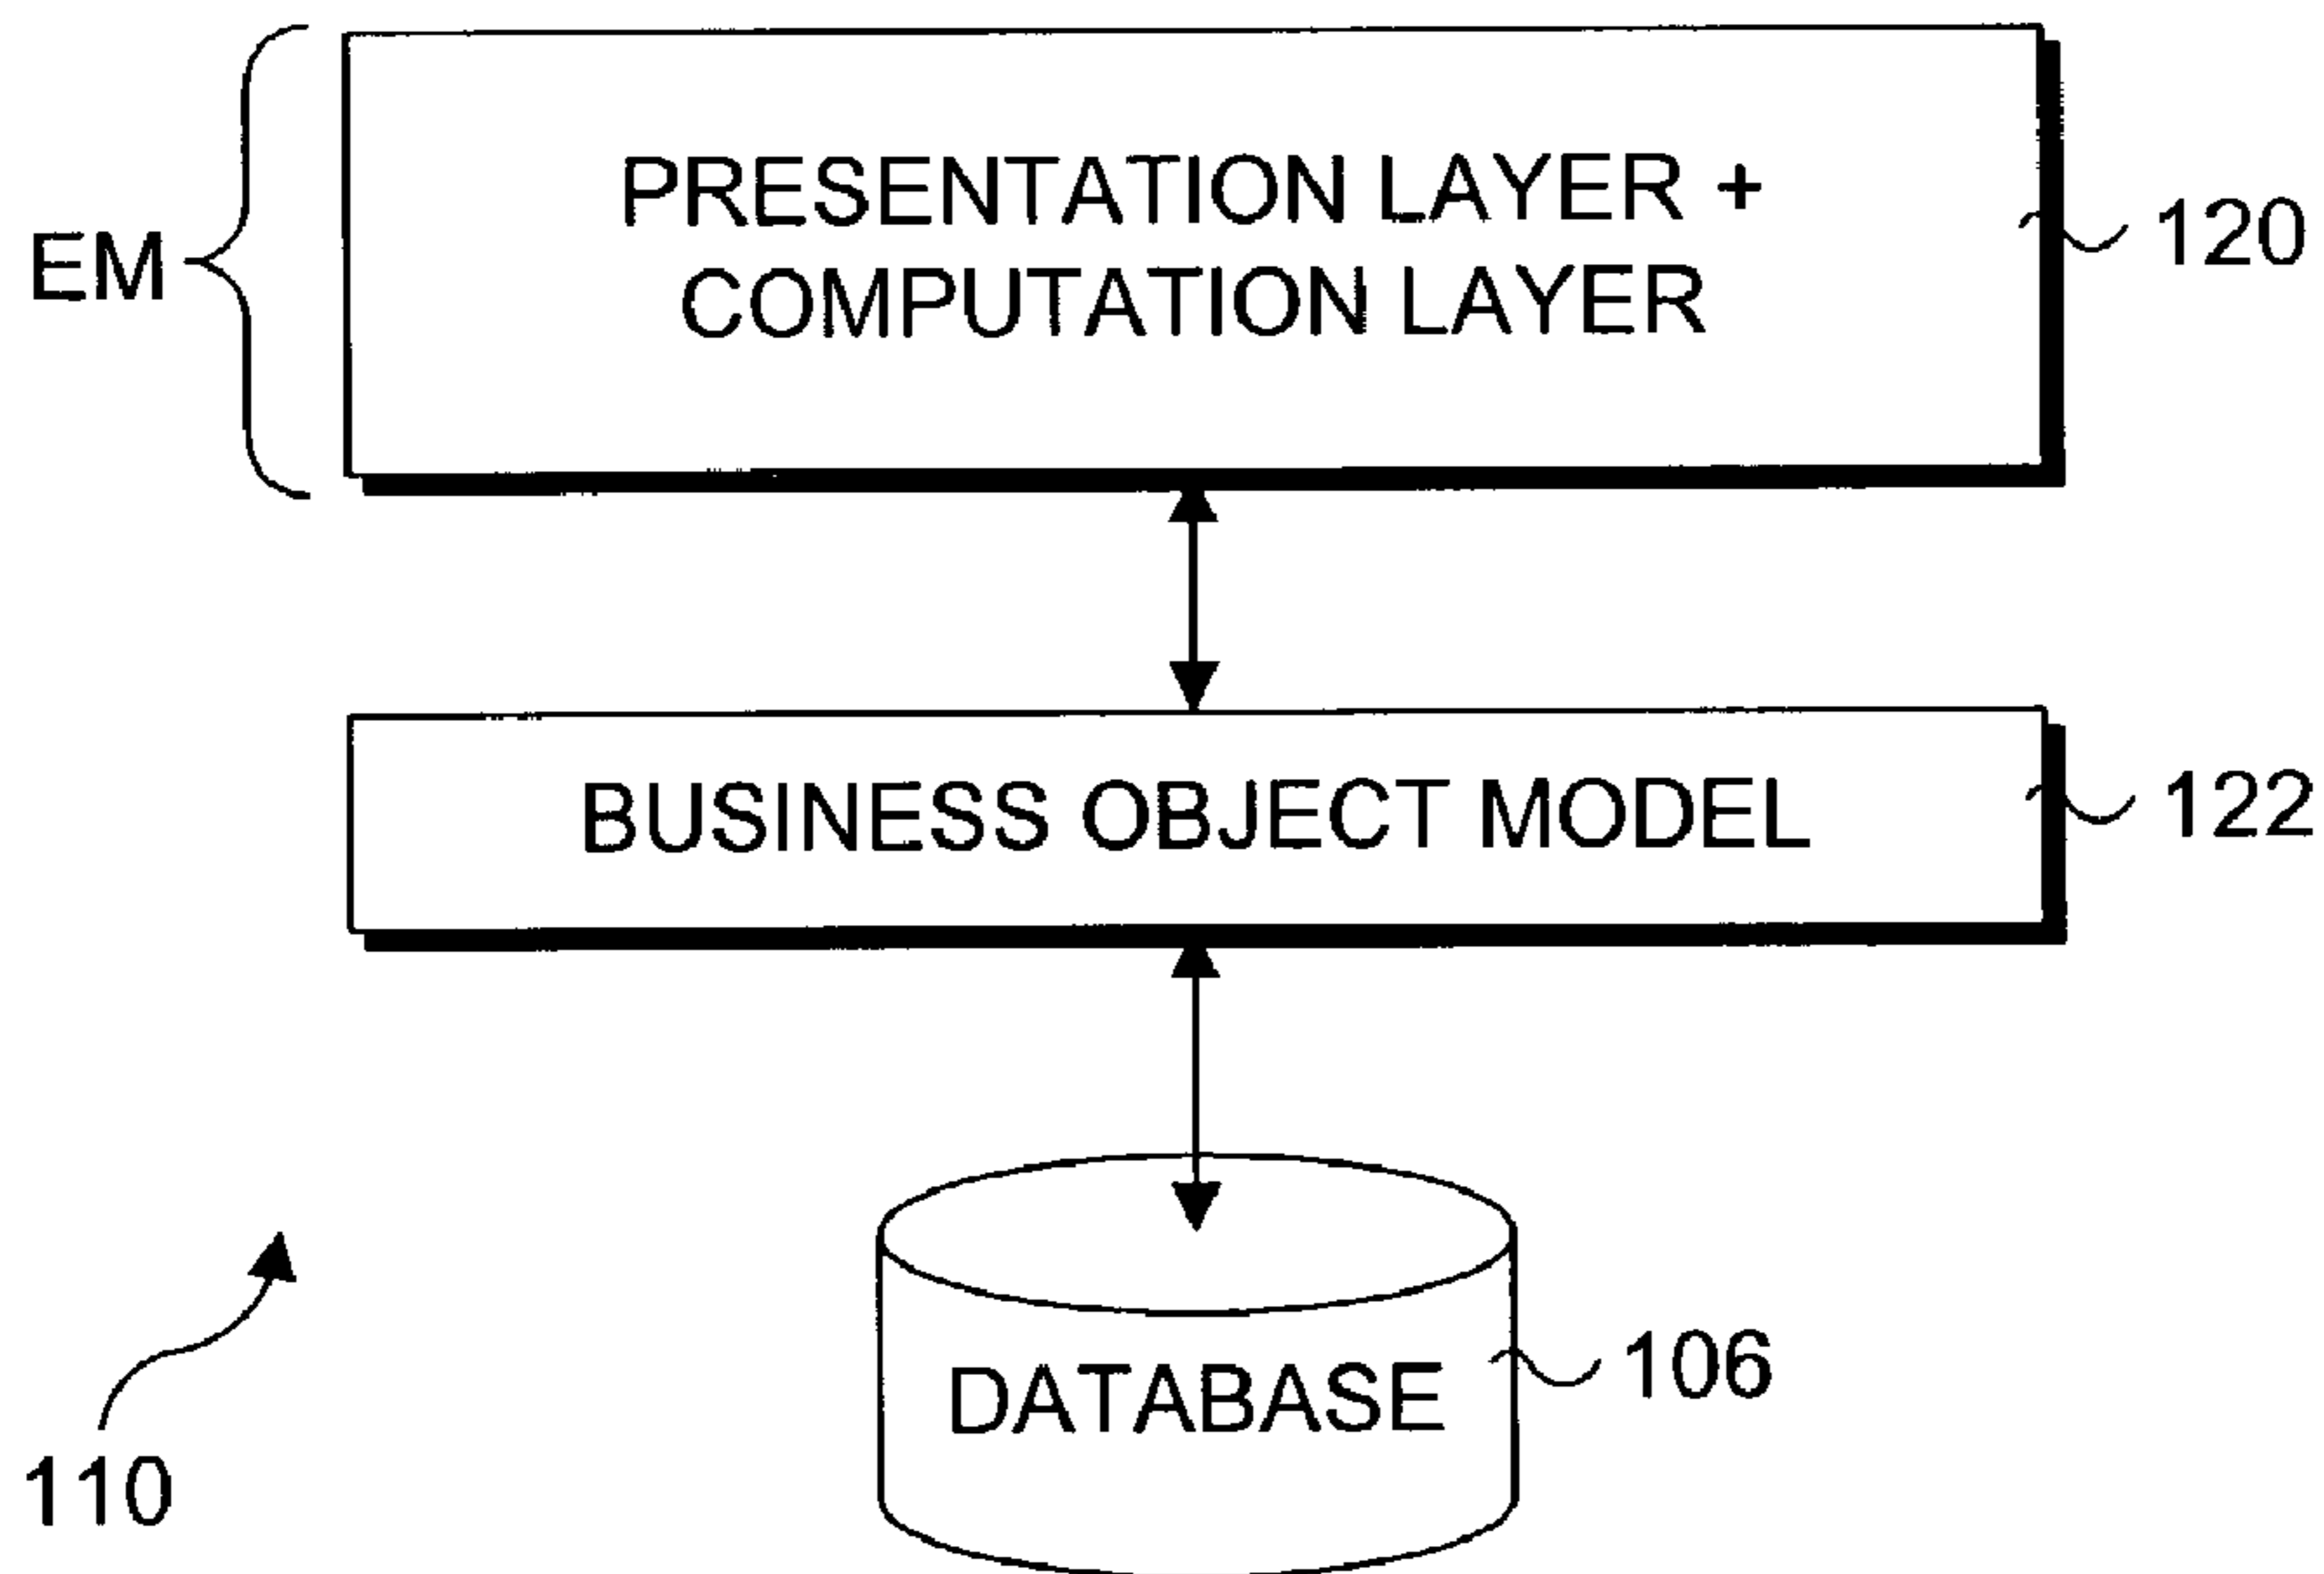 PRESENTATION LAYER +
COMPUTATION LAYER
120
EM
BUSINESS OBJECT MODEL
122
DATABASE
106
110